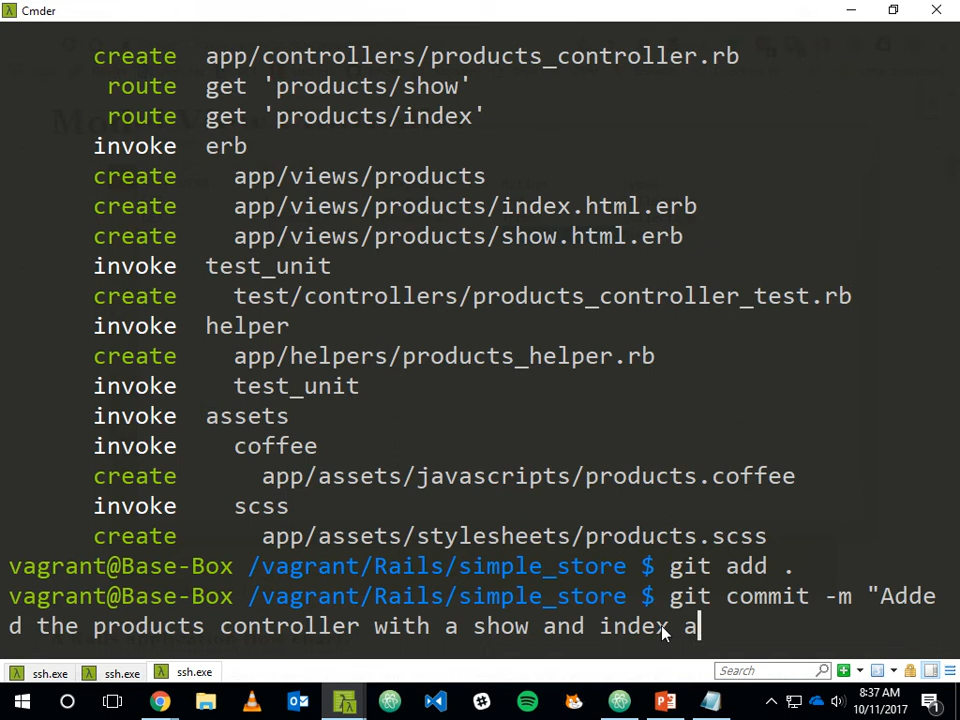 Cmder
create app/controllers/products_controller.rb
route get 'products/show'
route get 'products/index'
invoke erb
create app/views/products
create app/views/products/index.html.erb
create app/views/products/show.html.erb
invoke test_unit
create test/controllers/products_controller_test.rb
invoke helper
create app/helpers/products_helper.rb
invoke test_unit
invoke assets
invoke coffee
create app/assets/javascripts/products.coffee
invoke scss
create app/assets/stylesheets/products.scss
vagrant@Base-Box /vagrant/Rails/simple_store $ git add .
vagrant@Base-Box /vagrant/Rails/simple_store $ git commit -m "Adde
d the products controller with a show and index a
ssh.exe ssh.exe ssh.exe Search
8:37 AM
10/11/2017
1